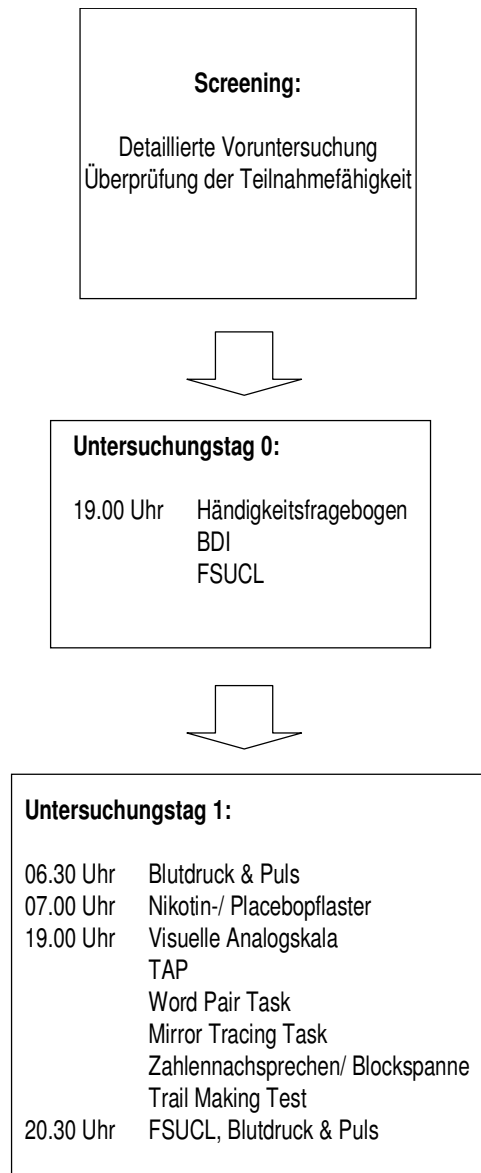 Screening:
Detaillierte Voruntersuchung
Überprüfung der Teilnahmefähigkeit
Untersuchungstag 0:
19.00 Uhr Händigkeitsfragebogen
BDI
FSUCL
Untersuchungstag 1:
06.30 Uhr Blutdruck & Puls
07.00 Uhr Nikotin-/ Placebopflaster
19.00 Uhr Visuelle Analogskala
TAP
Word Pair Task
Mirror Tracing Task
Zahlennachsprechen/ Blockspanne
Trail Making Test
20.30 Uhr FSUCL, Blutdruck & Puls